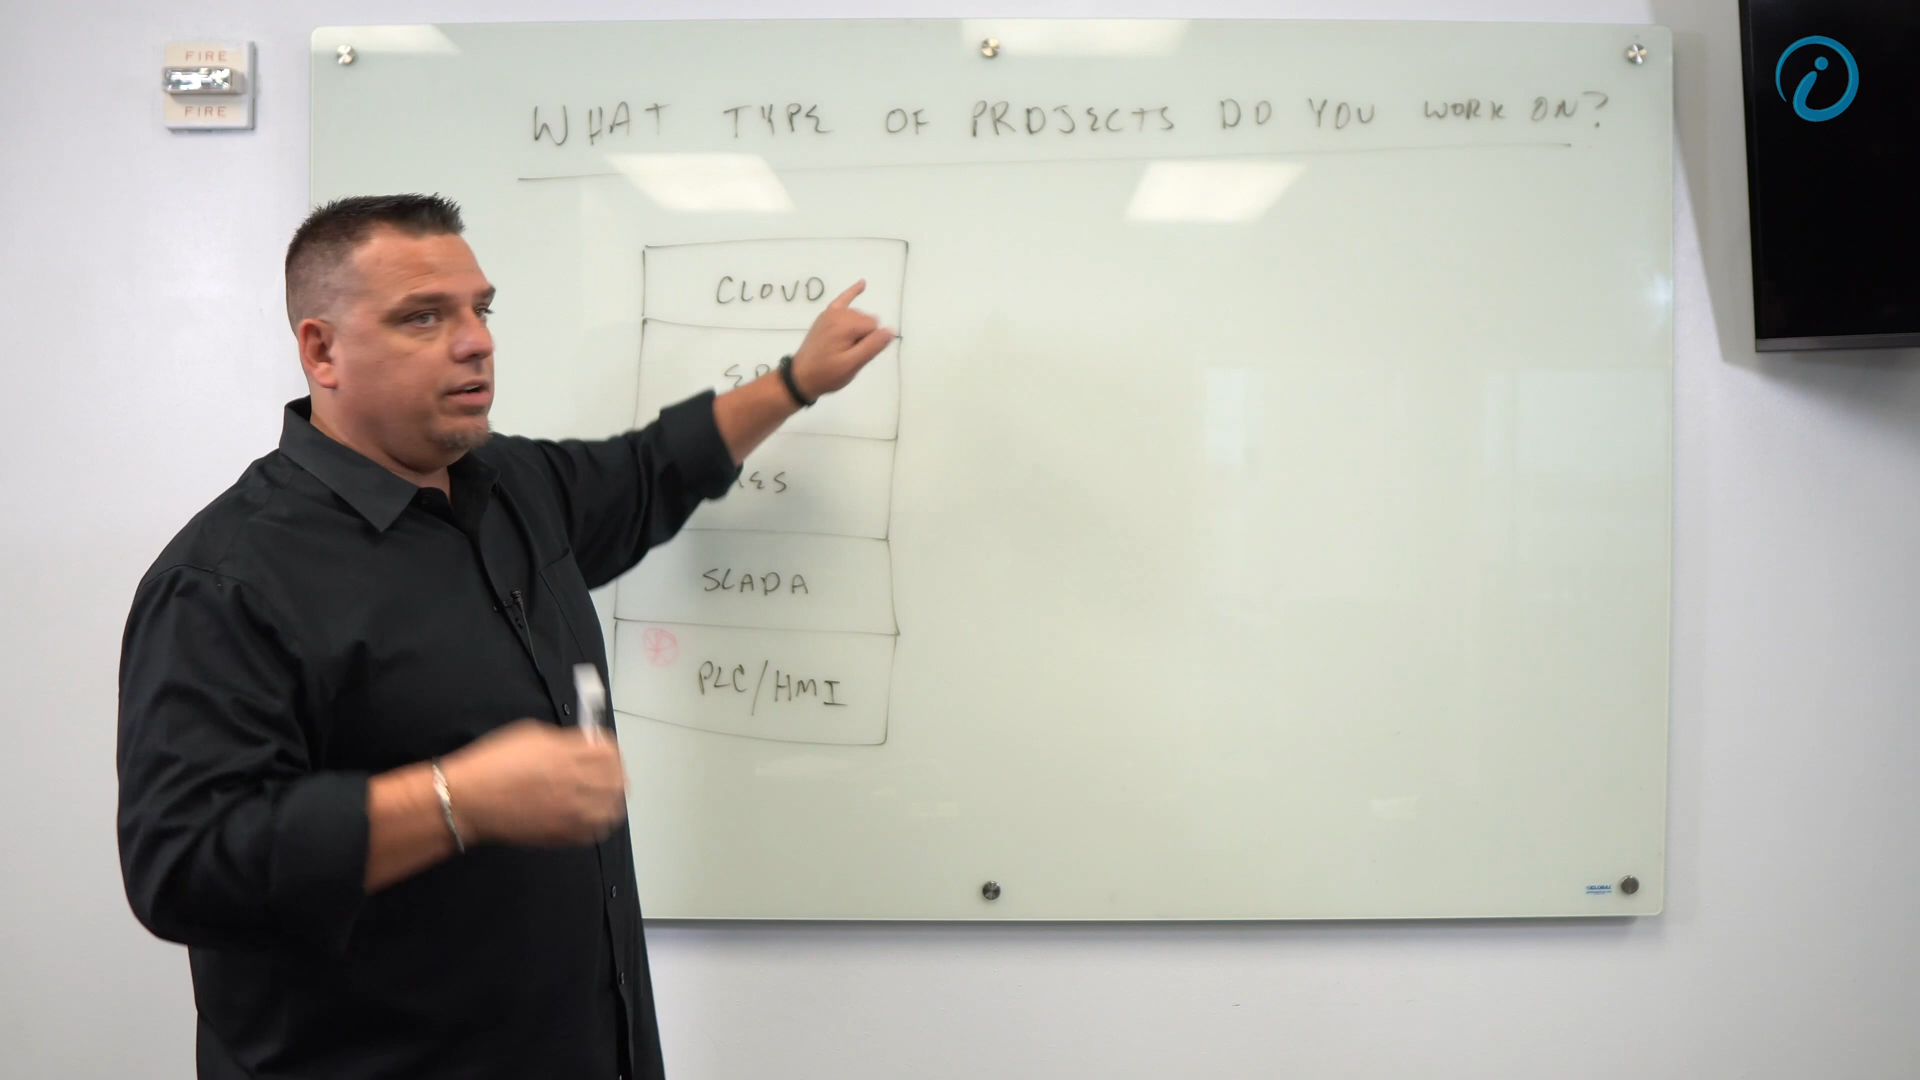 FIRE
FIRE
WHAT TYPE OF PROJECTS DO YOU WORK ON?
CLOUD
SCADA
PLC/HMI